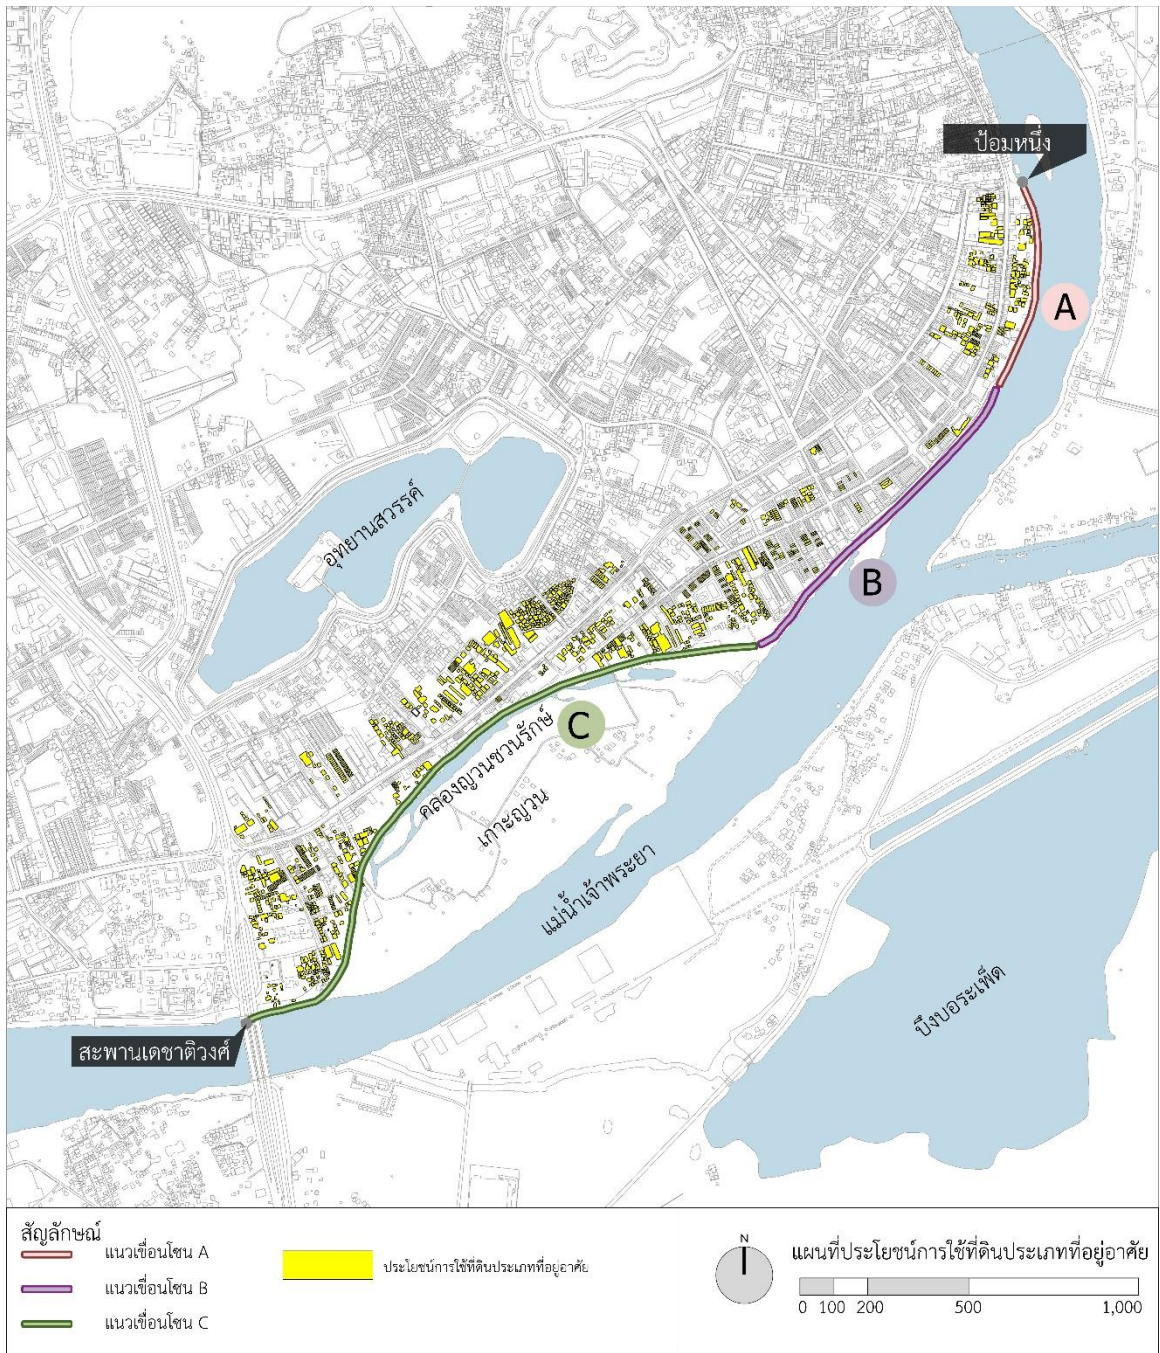 ป้อมหนึ่ง
A
อุทยานสวรรค์
B
C
คลองญวนชวนรักษ์
เกาะญวน
แม่น้ำเจ้าพระยา
บึงบอระเพ็ด
สะพานเดชาติวงศ์
สัญลักษณ์
แนวเขื่อนโซน A
แนวเขื่อนโซน B
แนวเขื่อนโซน C
ประโยชน์การใช้ที่ดินประเภทที่อยู่อาศัย
N
แผนที่ประโยชน์การใช้ที่ดินประเภทที่อยู่อาศัย
0 100 200 500 1,000